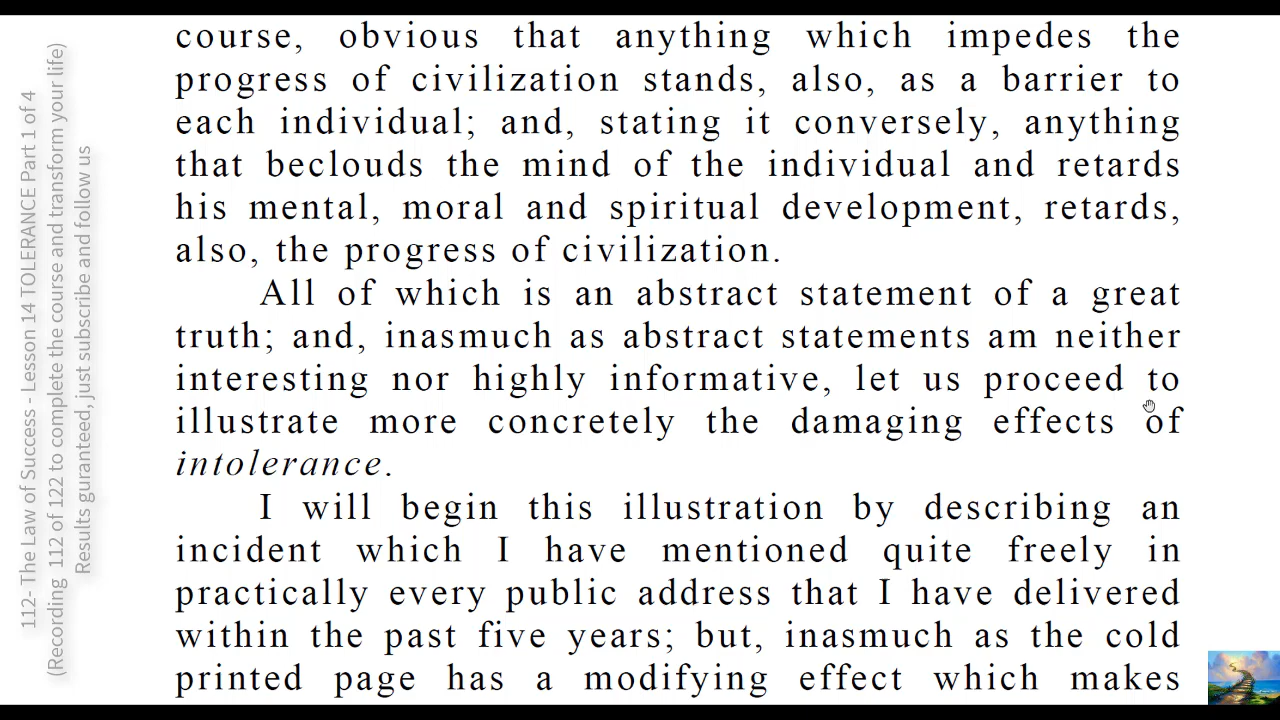 course, obvious that anything which impedes the
progress of civilization stands, also, as a barrier to
each individual; and, stating it conversely, anything
that beclouds the mind of the individual and retards
his mental, moral and spiritual development, retards,
also, the progress of civilization.
All of which is an abstract statement of a great
truth; and, inasmuch as abstract statements am neither
interesting nor highly informative, let us proceed to
illustrate more concretely the damaging effects of
intolerance.
I will begin this illustration by describing an
incident which I have mentioned quite freely in
practically every public address that I have delivered
within the past five years; but, inasmuch as the cold
printed page has a modifying effect which makes
112- The Law of Success - Lesson 14 TOLERANCE Part 1 of 4
(Recording 112 of 122 to complete the course and transform your life)
Results guranteed, just subscribe and follow us